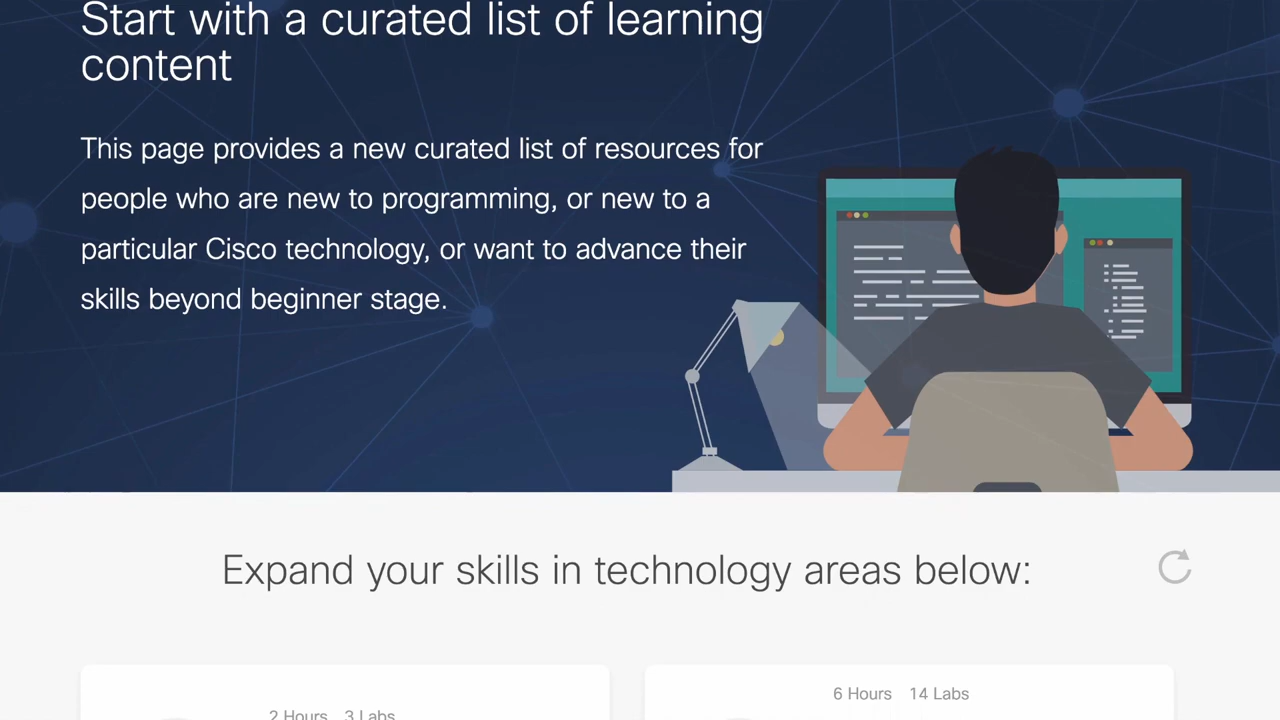 Start with a curated list of learning
content
This page provides a new curated list of resources for
people who are new to programming, or new to a
particular Cisco technology, or want to advance their
skills beyond beginner stage.
Expand your skills in technology areas below:
6 Hours 14 Labs
2 Hours 3 Labs